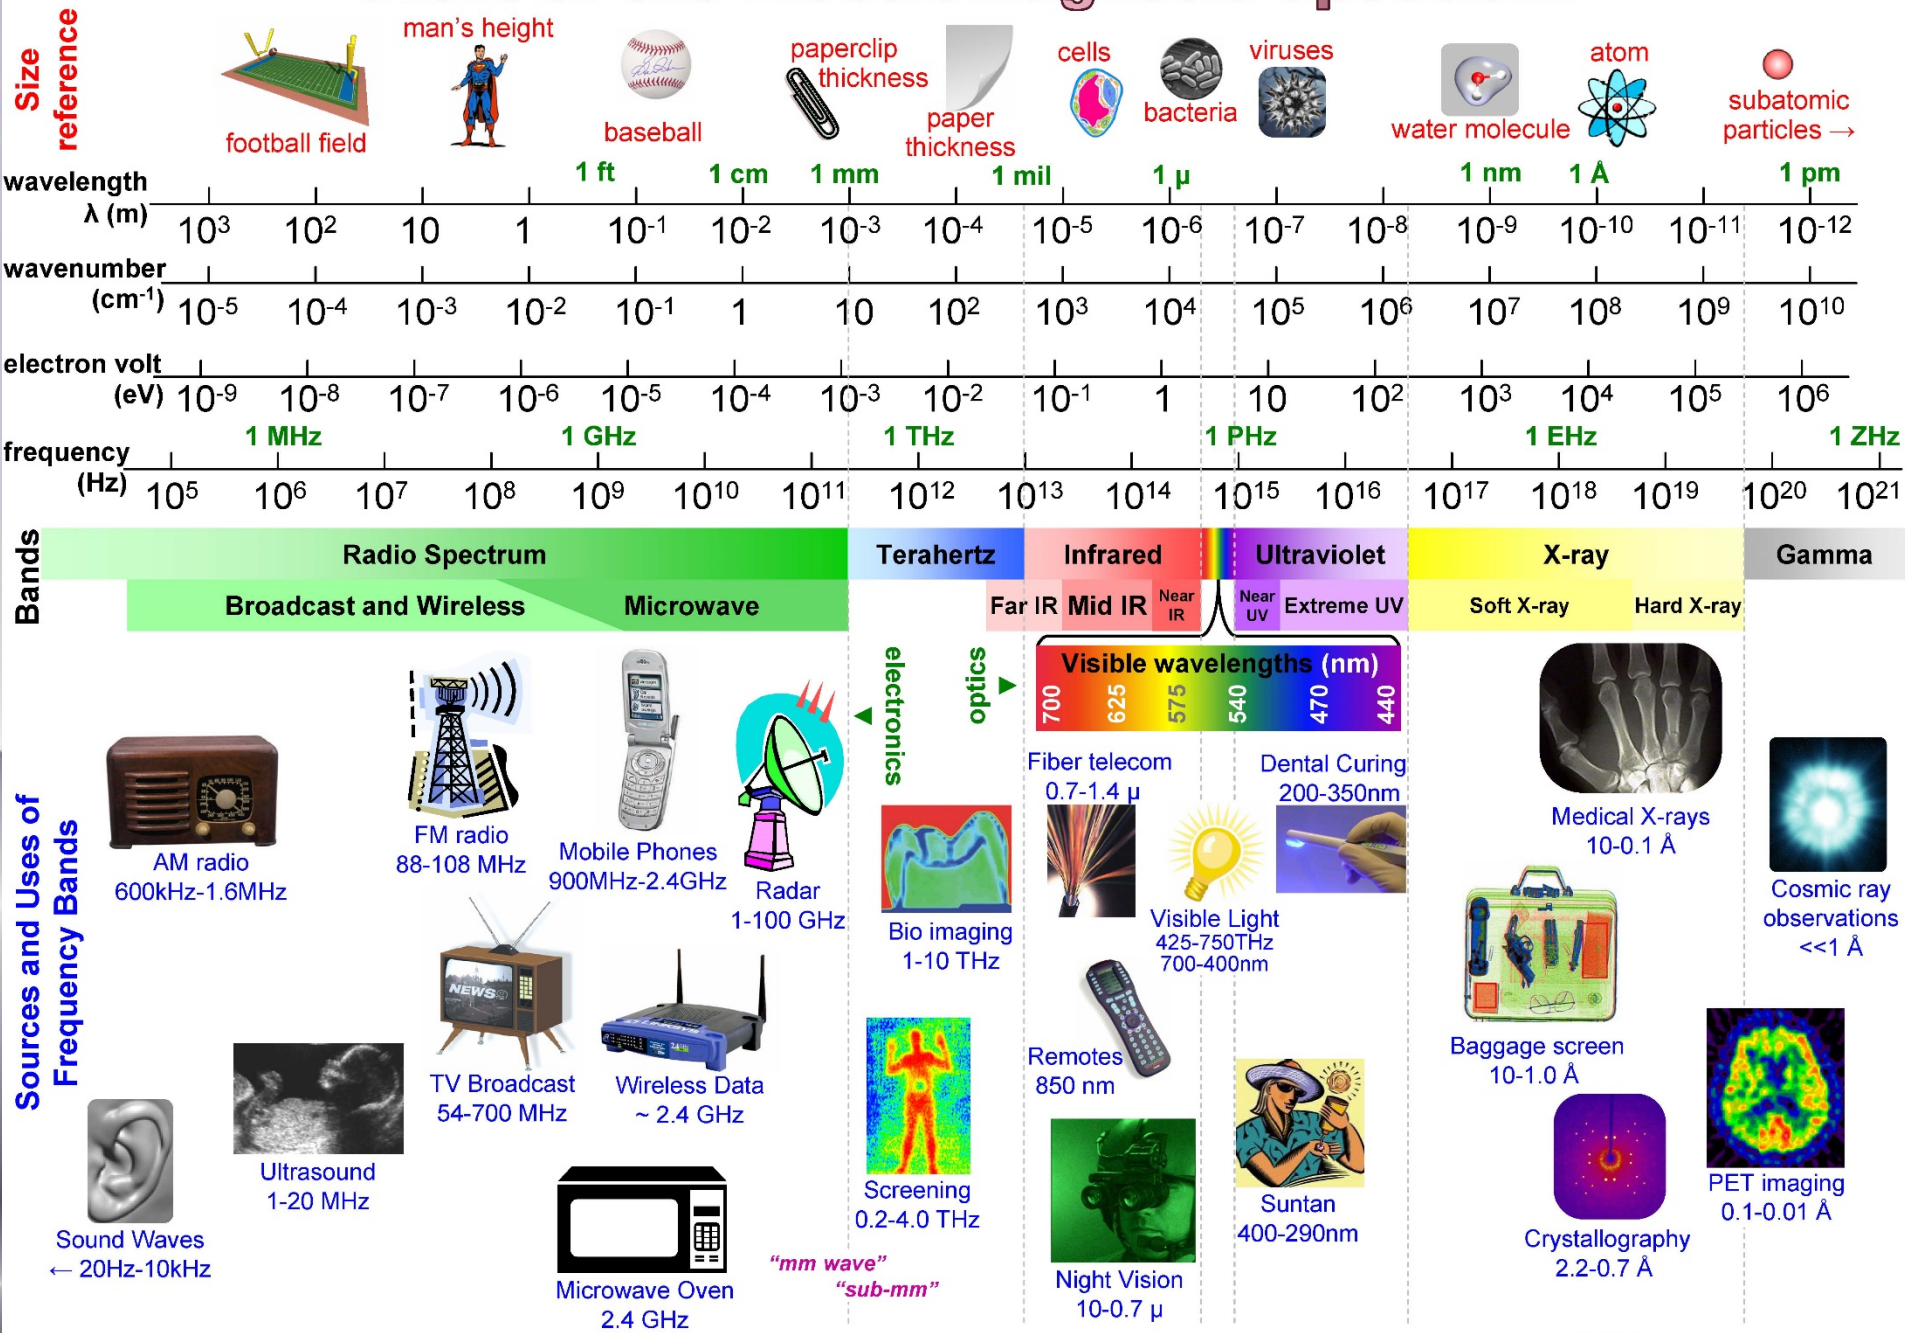 Size
reference
football field
man's height
baseball
paperclip
thickness
paper
thickness
cells
bacteria
viruses
water molecule
atom
subatomic
particles →
1 ft
1 cm
1 mm
1 mil
1 µ
1 nm
1 Å
1 pm
wavelength
λ (m)
10³ 10² 10 1 10⁻¹ 10⁻² 10⁻³ 10⁻⁴ 10⁻⁵ 10⁻⁶ 10⁻⁷ 10⁻⁸ 10⁻⁹ 10⁻¹⁰ 10⁻¹¹ 10⁻¹²
wavenumber
(cm⁻¹)
10⁻⁵ 10⁻⁴ 10⁻³ 10⁻² 10⁻¹ 1 10 10² 10³ 10⁴ 10⁵ 10⁶ 10⁷ 10⁸ 10⁹ 10¹⁰
electron volt
(eV)
10⁻⁹ 10⁻⁸ 10⁻⁷ 10⁻⁶ 10⁻⁵ 10⁻⁴ 10⁻³ 10⁻² 10⁻¹ 1 10 10² 10³ 10⁴ 10⁵ 10⁶
1 MHz 1 GHz 1 THz 1 PHz 1 EHz 1 ZHz
frequency
(Hz)
10⁵ 10⁶ 10⁷ 10⁸ 10⁹ 10¹⁰ 10¹¹ 10¹² 10¹³ 10¹⁴ 10¹⁵ 10¹⁶ 10¹⁷ 10¹⁸ 10¹⁹ 10²⁰ 10²¹
Bands
Radio Spectrum
Terahertz
Infrared
Ultraviolet
X-ray
Gamma
Broadcast and Wireless
Microwave
Far IR
Mid IR
Near
IR
Near
UV
Extreme UV
Soft X-ray
Hard X-ray
electronics
optics
Visible wavelengths (nm)
700 625 575 540 470 440
Sources and Uses of
Frequency Bands
AM radio
600kHz-1.6MHz
FM radio
88-108 MHz
Mobile Phones
900MHz-2.4GHz
Radar
1-100 GHz
Bio imaging
1-10 THz
Fiber telecom
0.7-1.4 µ
Visible Light
425-750THz
700-400nm
Dental Curing
200-350nm
Medical X-rays
10-0.1 Å
Cosmic ray
observations
<<1 Å
NEWS
TV Broadcast
54-700 MHz
Wireless Data
~ 2.4 GHz
Remotes
850 nm
Baggage screen
10-1.0 Å
Ultrasound
1-20 MHz
Screening
0.2-4.0 THz
Suntan
400-290nm
PET imaging
0.1-0.01 Å
Sound Waves
← 20Hz-10kHz
Microwave Oven
2.4 GHz
"mm wave"
"sub-mm"
Night Vision
10-0.7 µ
Crystallography
2.2-0.7 Å